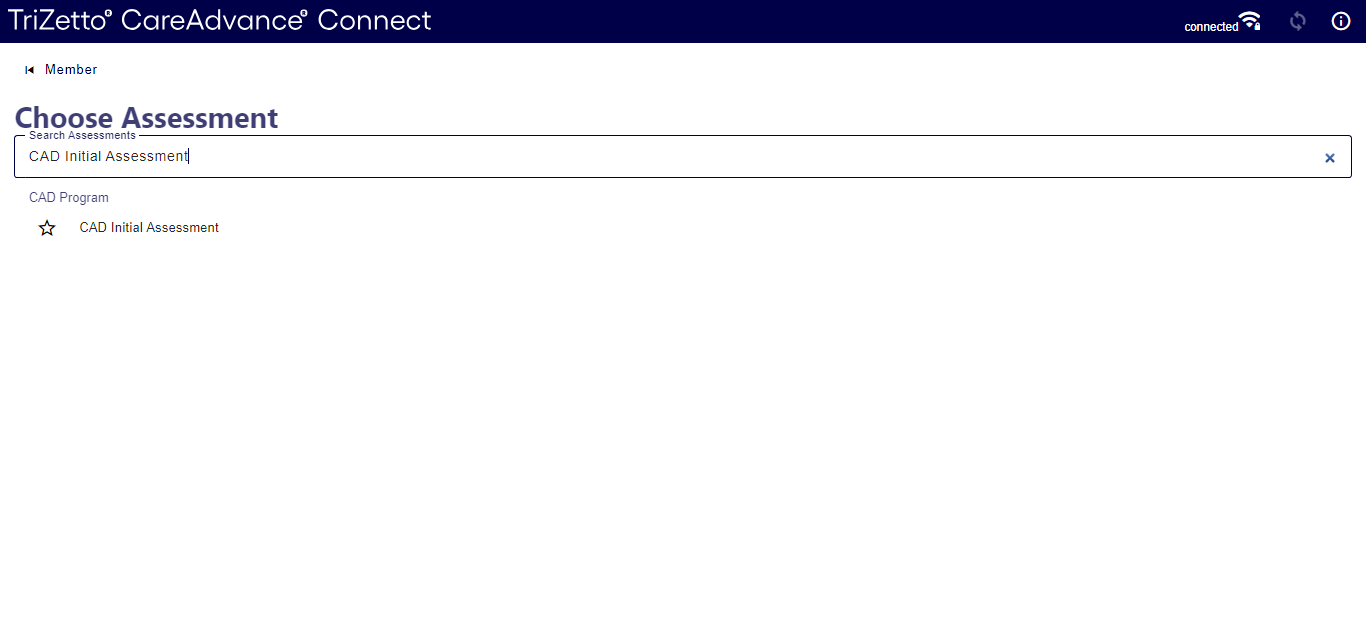 TriZetto® CareAdvance® Connect
connected
Member
Choose Assessment
Search Assessments
CAD Initial Assessment
CAD Program
CAD Initial Assessment